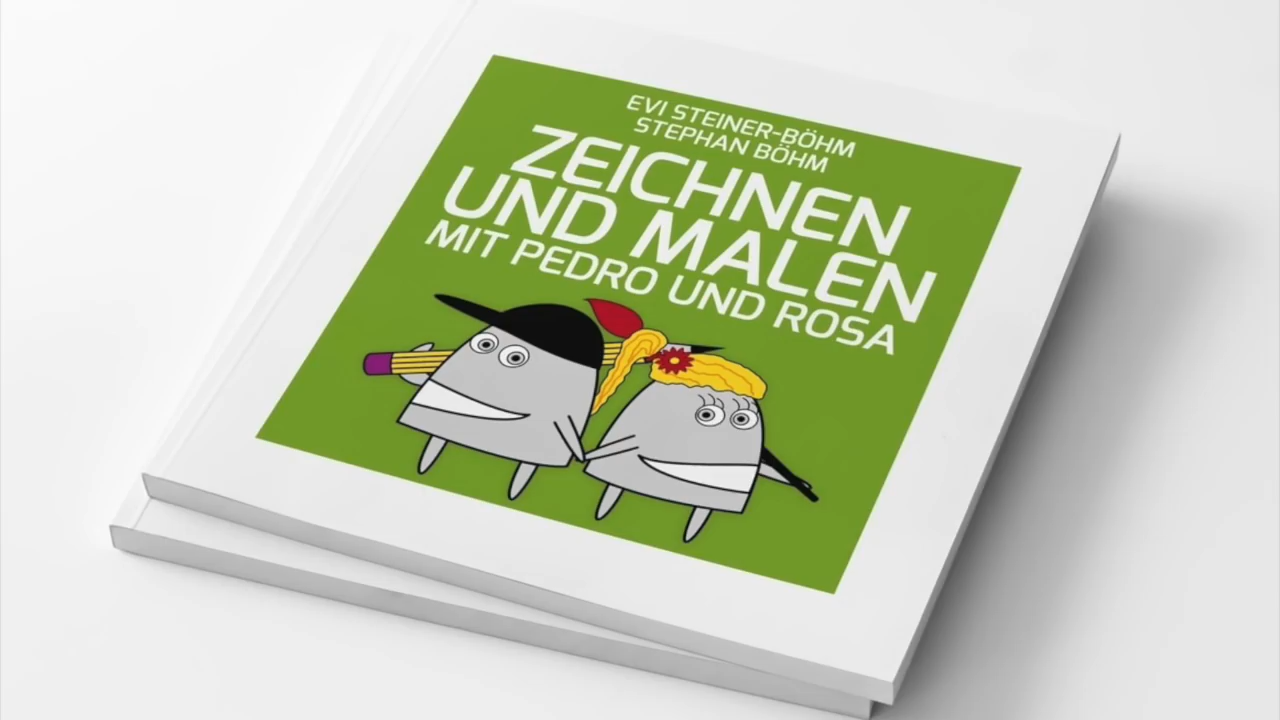 EVI STEINER-BÖHM
STEPHAN BÖHM
ZEICHNEN
UND MALEN
MIT PEDRO UND ROSA